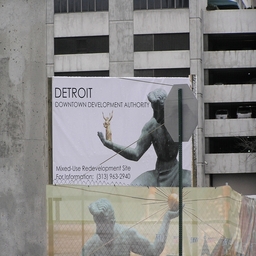 DETROIT
DOWNTOWN DEVELOPMENT AUTHORITY
Mixed-Use Redevelopment Site
For Information: (313) 963-2940